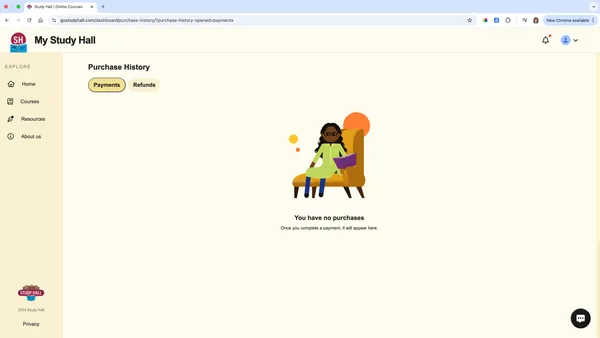 Study Hall | Online Courses
gostudyhall.com/dashboard/purchase-history/?purchase-history-opened=payments
New Chrome available
SH
My Study Hall
EXPLORE
Home
Courses
Resources
About us
Purchase History
Payments
Refunds
You have no purchases
Once you complete a payment, it will appear here.
STUDY HALL
2024 Study Hall
Privacy